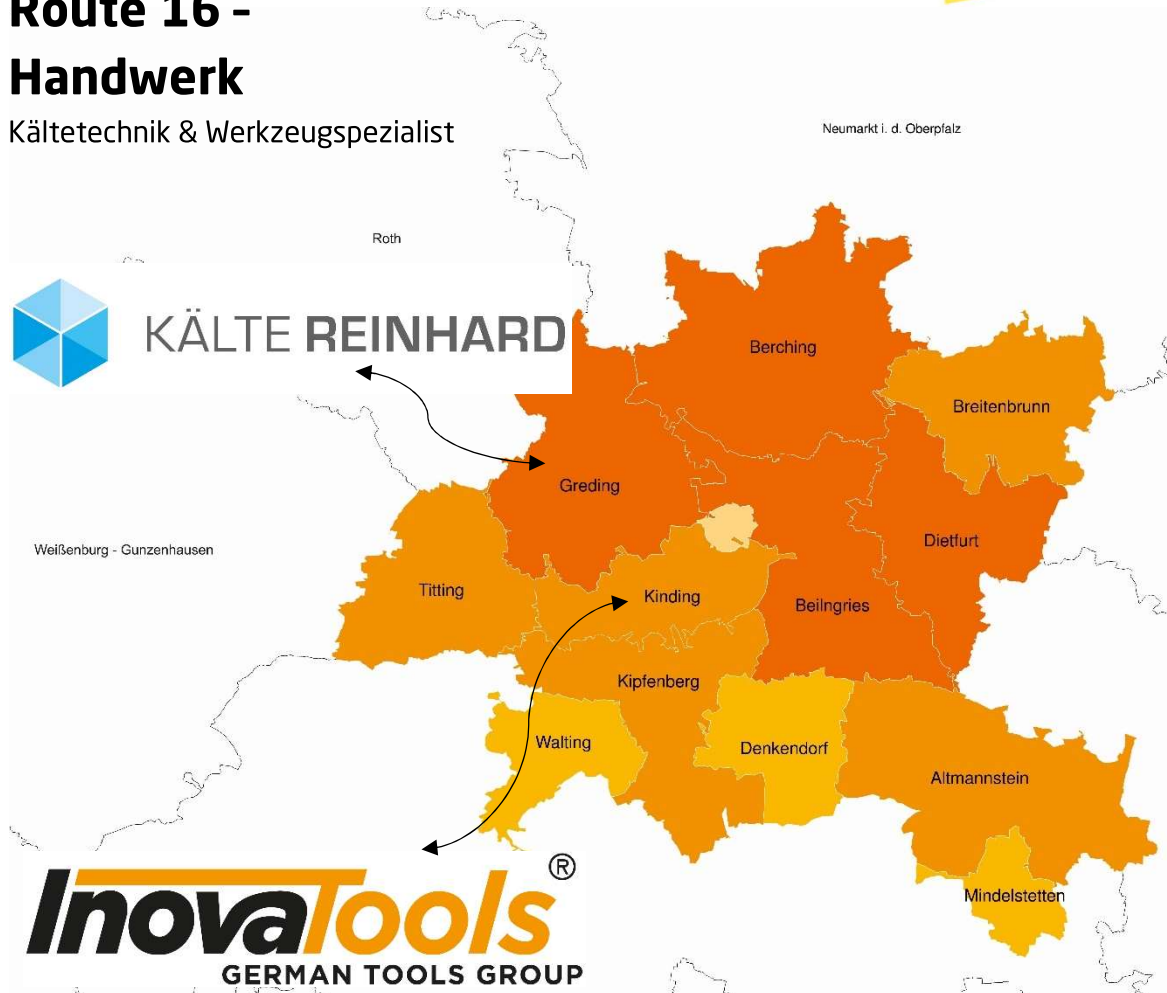 Route 16 -
Handwerk
Kältetechnik & Werkzeugspezialist
Neumarkt i. d. Oberpfalz
Roth
KÄLTE REINHARD
Berching
Breitenbrunn
Greding
Dietfurt
Weißenburg - Gunzenhausen
Titting
Kinding
Beilngries
Kipfenberg
Walting
Denkendorf
Altmannstein
Mindelstetten
InovaTools®
GERMAN TOOLS GROUP